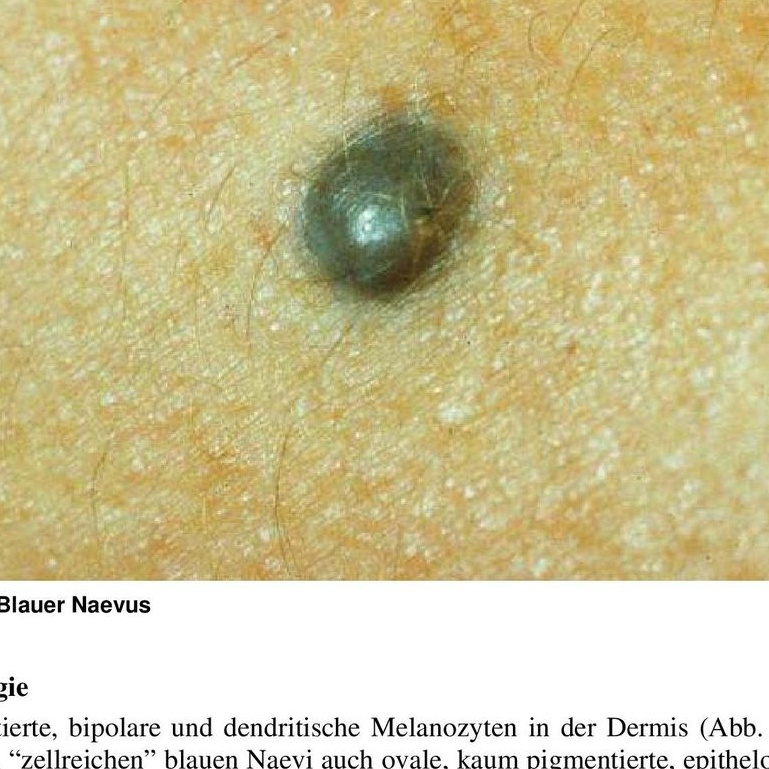 Blauer Naevus
gie
tierte, bipolare und dendritische Melanozyten in der Dermis (Abb.
“zellreichen” blauen Naevi auch ovale, kaum pigmentierte, epithelo